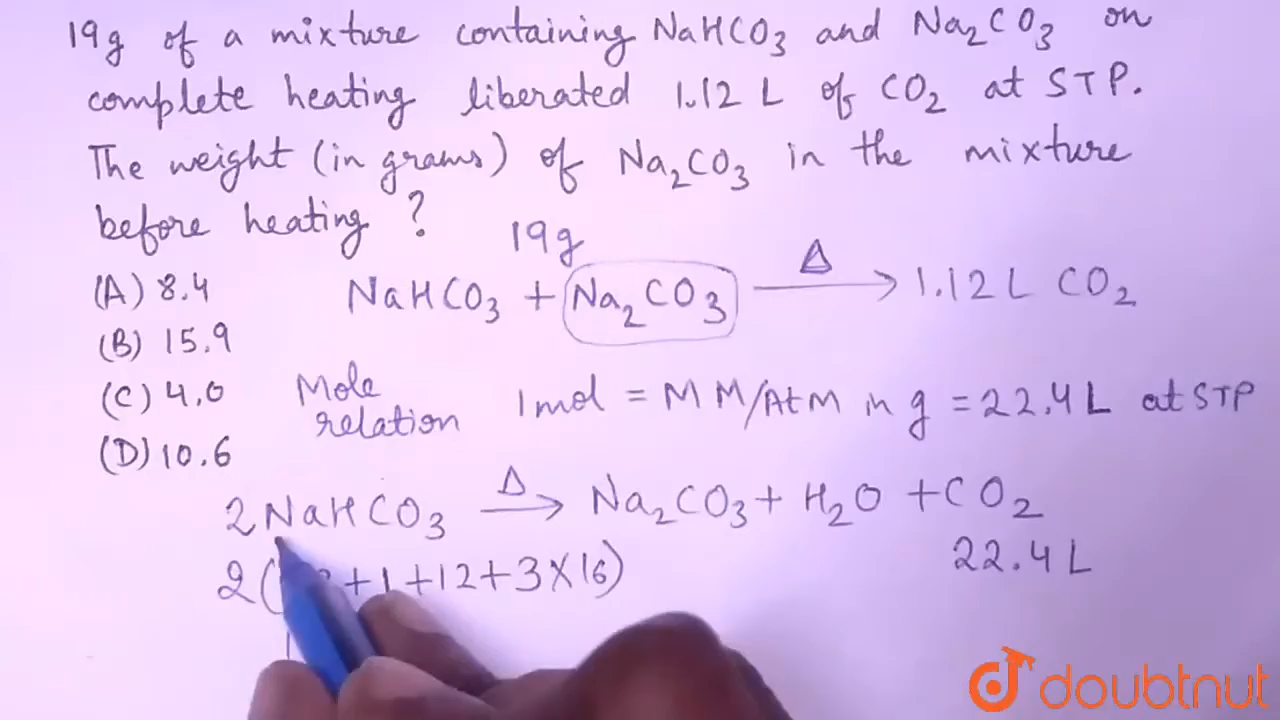 19g of a mixture containing NaHCO₃ and Na₂CO₃ on
complete heating liberated 1.12 L of CO₂ at STP.
The weight (in grams) of Na₂CO₃ in the mixture
before heating ?
19g
(A) 8.4
NaHCO₃ + Na₂CO₃ Δ→ 1.12 L CO₂
(B) 15.9
(C) 4.0
Mole relation
1 mol = MM/AtM in g = 22.4 L at STP
(D) 10.6
2NaHCO₃ Δ→ Na₂CO₃ + H₂O + CO₂
2( +1+12+3×16) 22.4 L
doubtnut